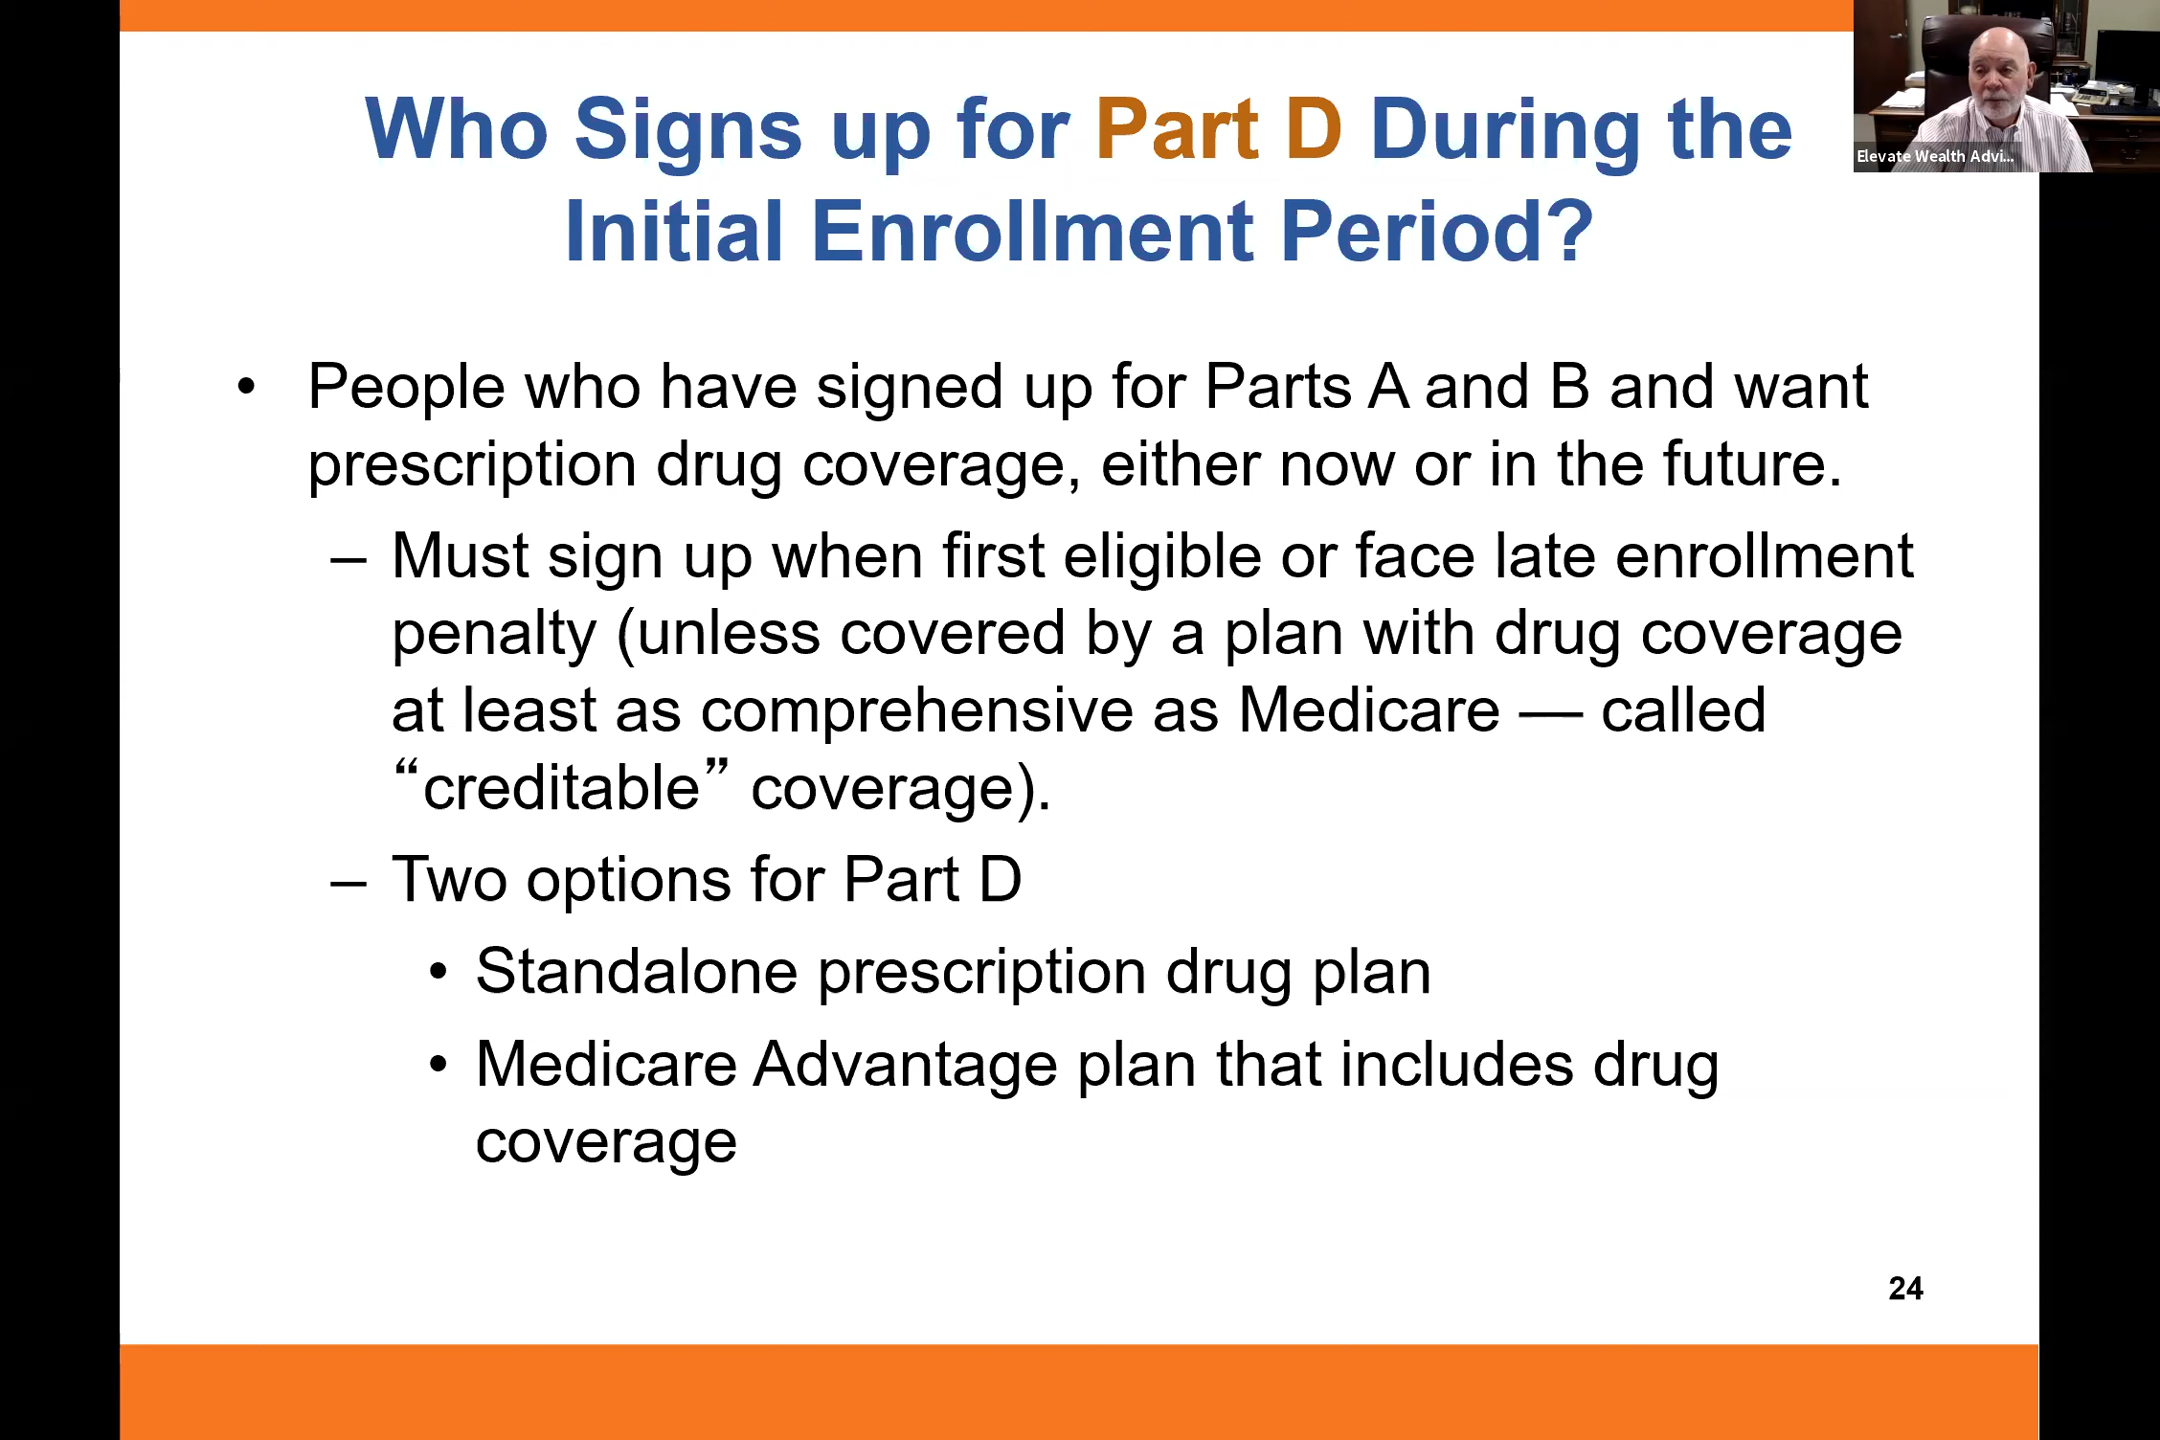 Who Signs up for Part D During the
Initial Enrollment Period?
Elevate Wealth Advi...
• People who have signed up for Parts A and B and want
prescription drug coverage, either now or in the future.
– Must sign up when first eligible or face late enrollment
penalty (unless covered by a plan with drug coverage
at least as comprehensive as Medicare — called
“creditable” coverage).
– Two options for Part D
• Standalone prescription drug plan
• Medicare Advantage plan that includes drug
coverage
24